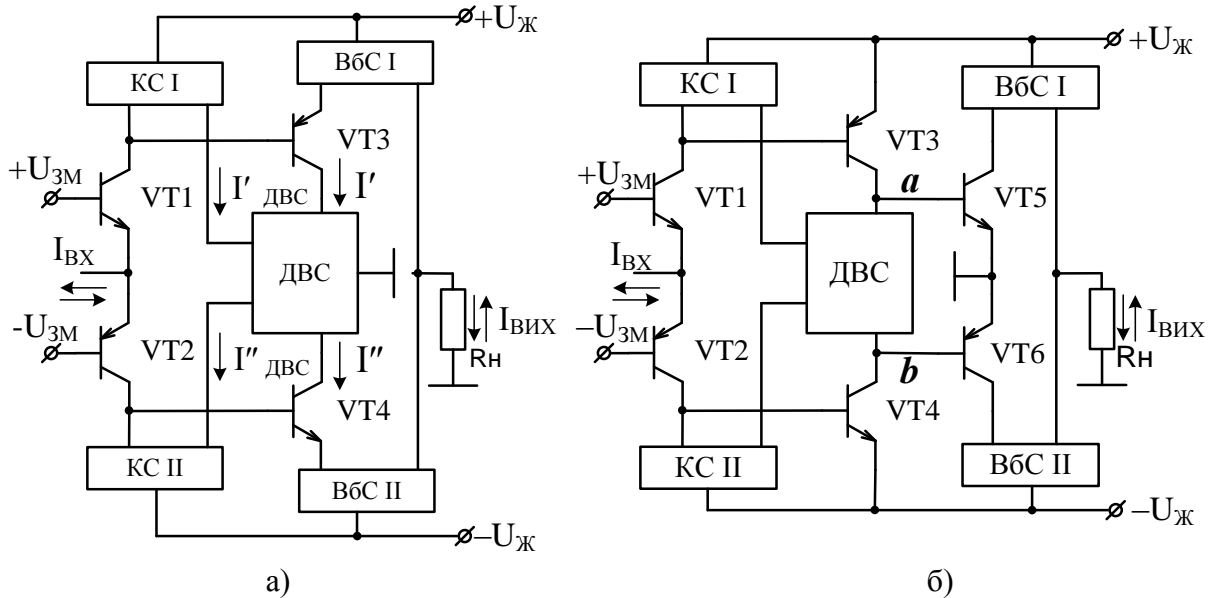 +UЖ
ВбС I
КС I
VT3
+UЗМ
ДВС
VT1
I′
I′
IВХ
ДВС
IВИХ
-UЗМ
I″
ДВС
I″
Rн
VT2
VT4
КС II
ВбС II
–UЖ
а)
+UЖ
КС I
ВбС I
VT3
+UЗМ
a
VT1
VT5
IВХ
ДВС
IВИХ
–UЗМ
Rн
VT2
b
VT6
VT4
КС II
ВбС II
–UЖ
б)